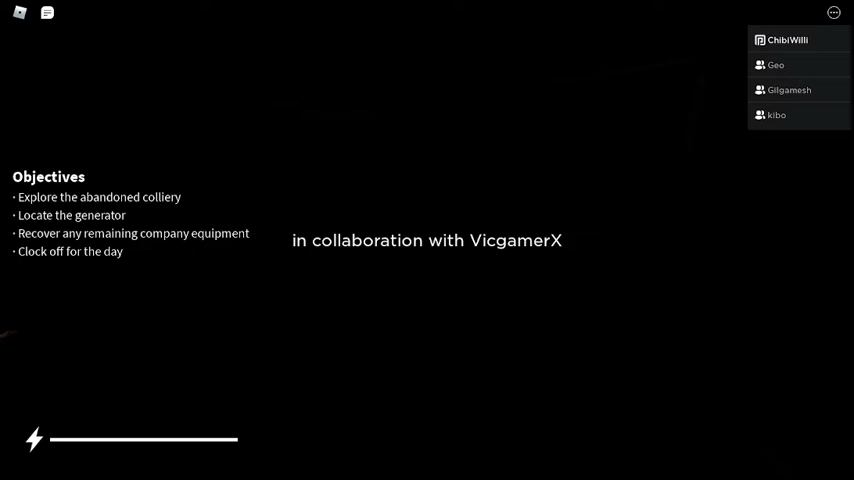 ChibiWilli
Geo
Gilgamesh
kibo
Objectives
· Explore the abandoned colliery
· Locate the generator
· Recover any remaining company equipment
· Clock off for the day
in collaboration with VicgamerX